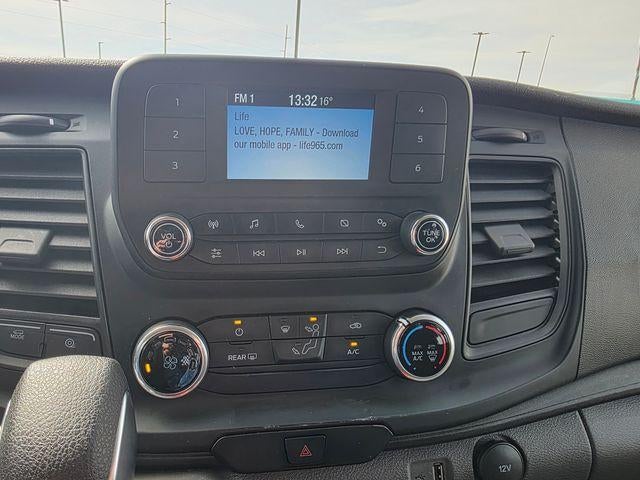 FM 1 13:32 16°
Life
LOVE, HOPE, FAMILY - Download
our mobile app - life965.com
1
2
3
4
5
6
VOL
TUNE
OK
MODE
REAR
A/C
MAX
A/C
MAX
12V